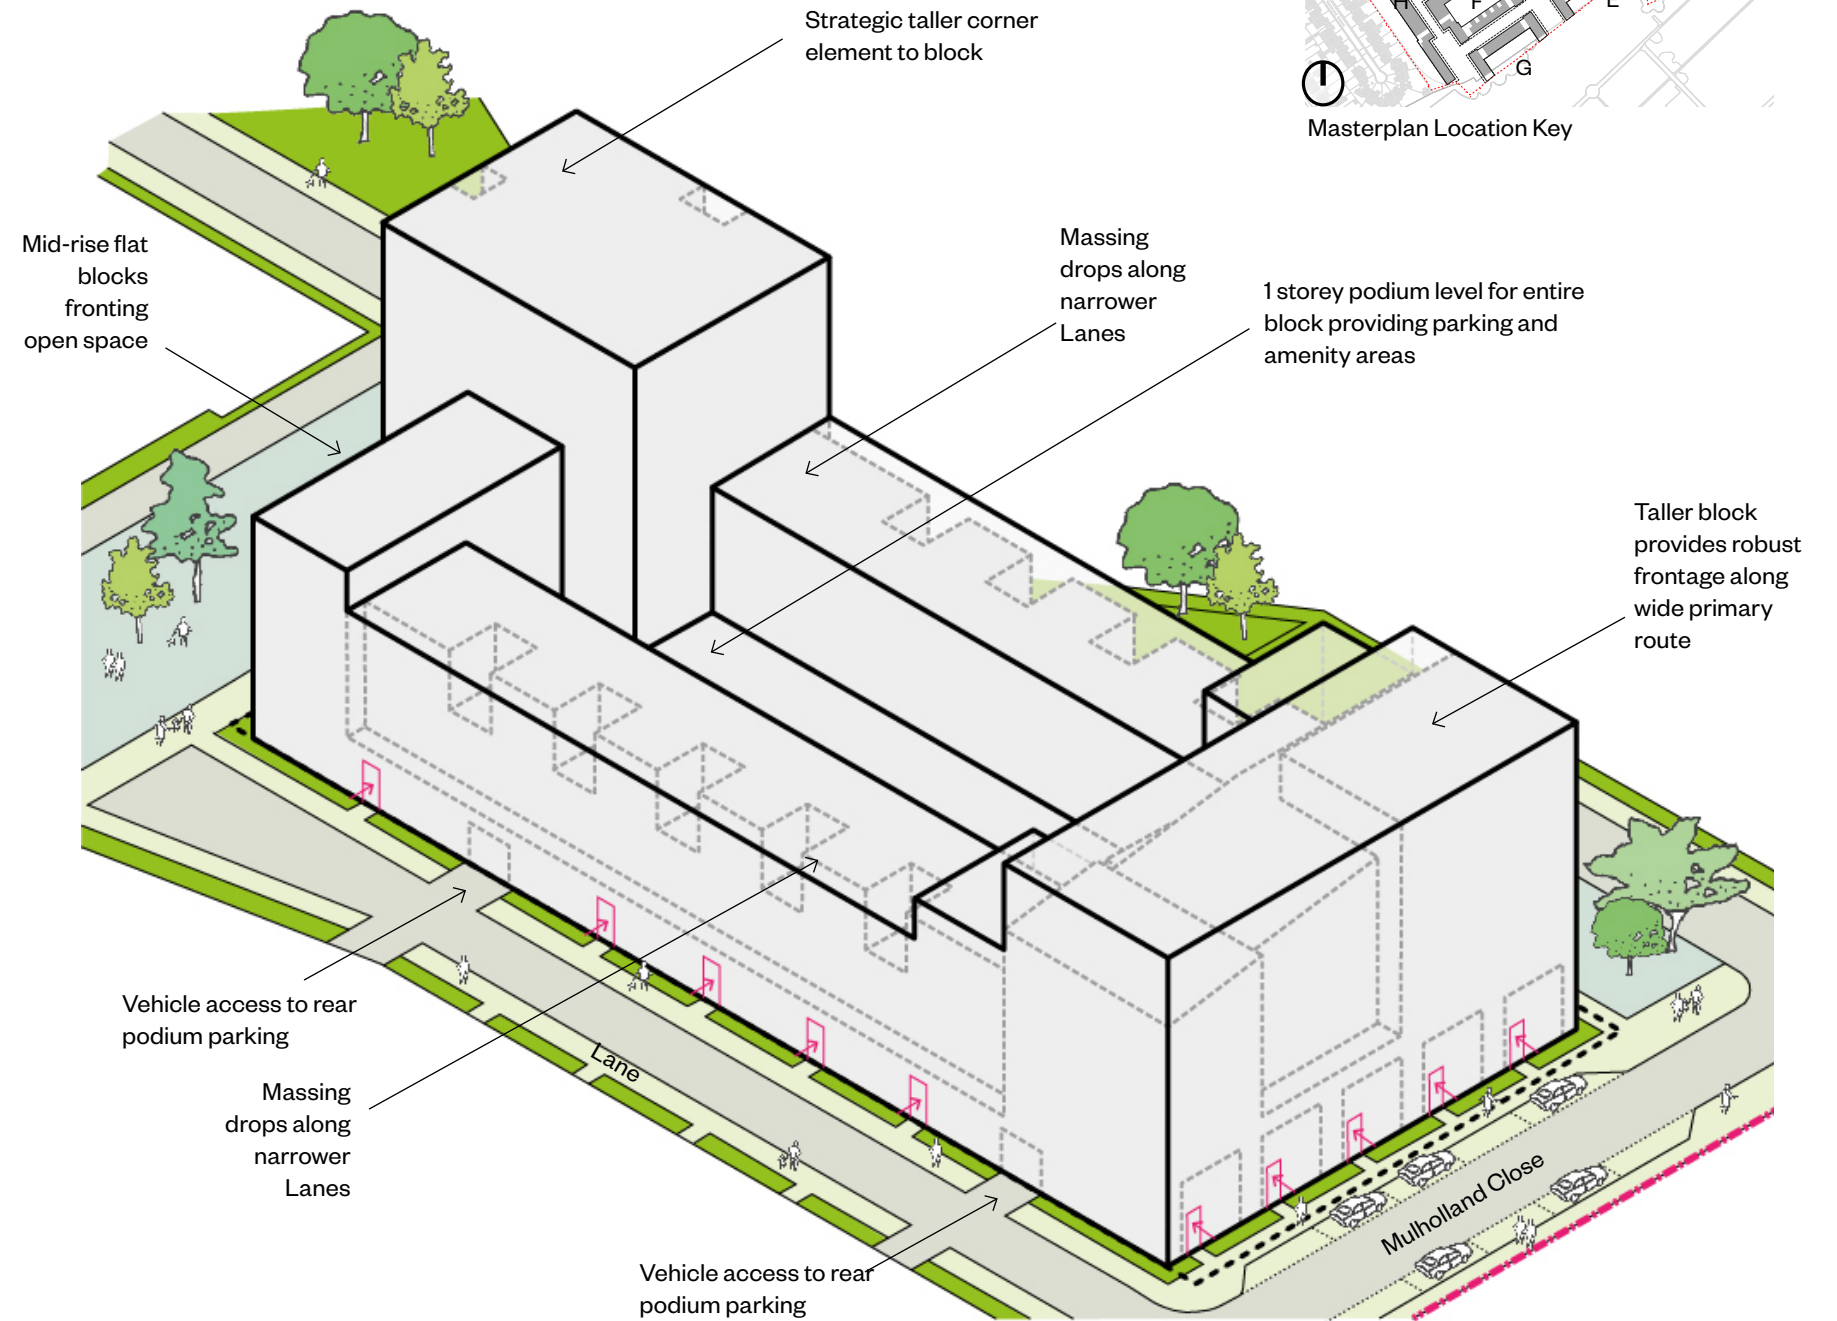 Strategic taller corner
element to block
H
F
E
G
Masterplan Location Key
Mid-rise flat
blocks
fronting
open space
Massing
drops along
narrower
Lanes
1 storey podium level for entire
block providing parking and
amenity areas
Taller block
provides robust
frontage along
wide primary
route
Vehicle access to rear
podium parking
Lane
Massing
drops along
narrower
Lanes
Mulholland Close
Vehicle access to rear
podium parking